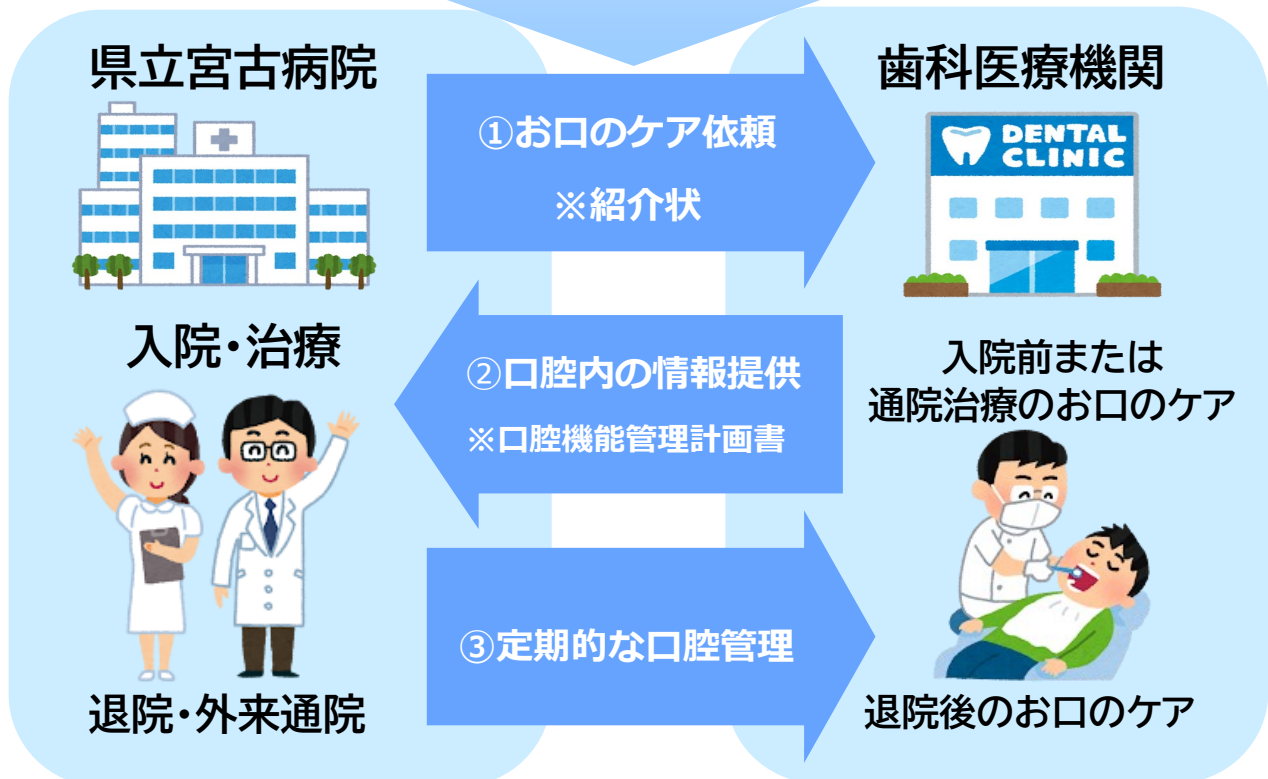 県立宮古病院
歯科医療機関
①お口のケア依頼
※紹介状
DENTAL
CLINIC
入院・治療
②口腔内の情報提供
※口腔機能管理計画書
入院前または
通院治療のお口のケア
③定期的な口腔管理
退院・外来通院
退院後のお口のケア